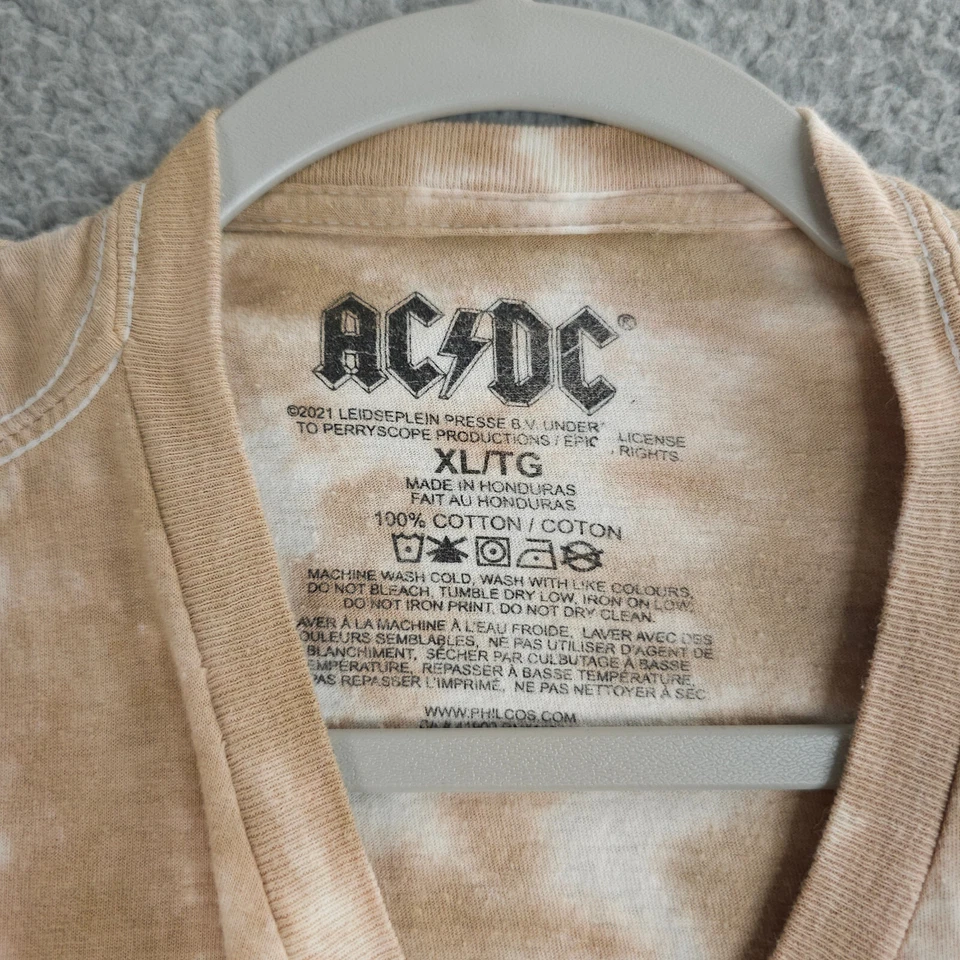 AC⚡DC®
©2021 LEIDSEPLEIN PRESSE B.V. UNDER LICENSE
TO PERRYSCOPE PRODUCTIONS / EPIC RIGHTS.
XL/TG
MADE IN HONDURAS
FAIT AU HONDURAS
100% COTTON / COTON
MACHINE WASH COLD, WASH WITH LIKE COLOURS,
DO NOT BLEACH, TUMBLE DRY LOW, IRON ON LOW,
DO NOT IRON PRINT, DO NOT DRY CLEAN.
AVER À LA MACHINE À L'EAU FROIDE, LAVER AVEC DES
OULEURS SEMBLABLES, NE PAS UTILISER D'AGENT DE
BLANCHIMENT, SÉCHER PAR CULBUTAGE À BASSE
EMPÉRATURE, REPASSER À BASSE TEMPÉRATURE,
PAS REPASSER L'IMPRIMÉ, NE PAS NETTOYER À SEC
WWW.PHILCOS.COM